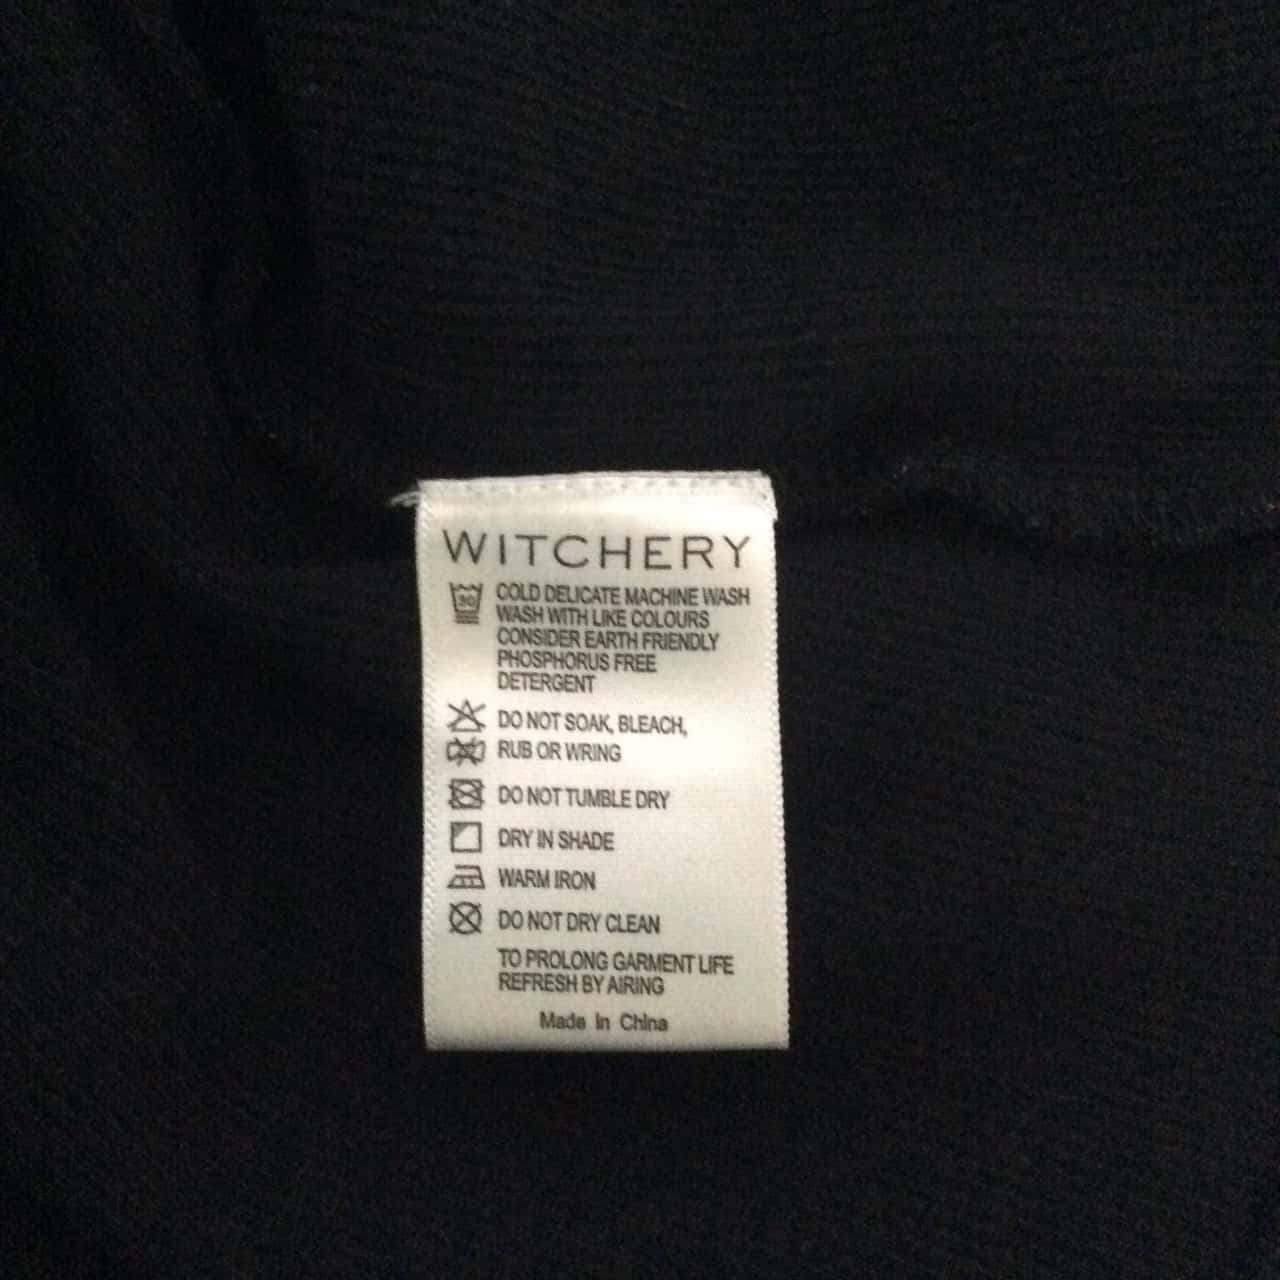 WITCHERY
30
COLD DELICATE MACHINE WASH
WASH WITH LIKE COLOURS
CONSIDER EARTH FRIENDLY
PHOSPHORUS FREE
DETERGENT
DO NOT SOAK, BLEACH,
RUB OR WRING
DO NOT TUMBLE DRY
DRY IN SHADE
WARM IRON
DO NOT DRY CLEAN
TO PROLONG GARMENT LIFE
REFRESH BY AIRING
Made In China